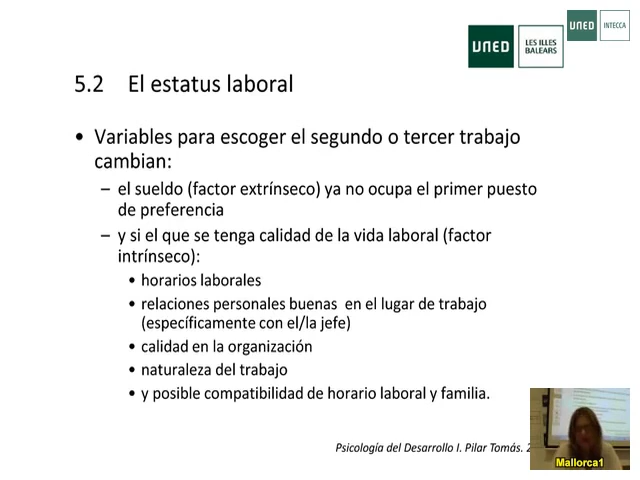 UNED
INTECCA
UNED
LES ILLES
BALEARS
5.2 El estatus laboral
• Variables para escoger el segundo o tercer trabajo
cambian:
– el sueldo (factor extrínseco) ya no ocupa el primer puesto
de preferencia
– y si el que se tenga calidad de la vida laboral (factor
intrínseco):
• horarios laborales
• relaciones personales buenas en el lugar de trabajo
(específicamente con el/la jefe)
• calidad en la organización
• naturaleza del trabajo
• y posible compatibilidad de horario laboral y familia.
Psicología del Desarrollo I. Pilar Tomás.
Mallorca1